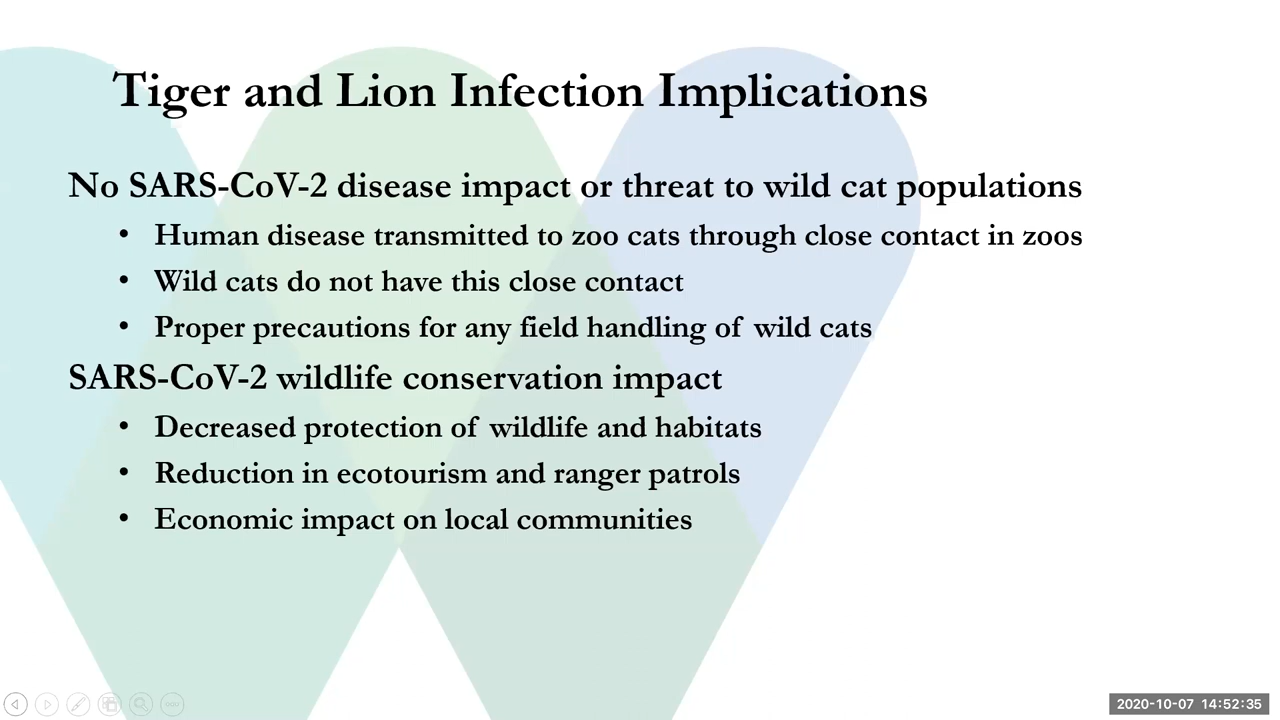 Tiger and Lion Infection Implications
No SARS-CoV-2 disease impact or threat to wild cat populations
• Human disease transmitted to zoo cats through close contact in zoos
• Wild cats do not have this close contact
• Proper precautions for any field handling of wild cats
SARS-CoV-2 wildlife conservation impact
• Decreased protection of wildlife and habitats
• Reduction in ecotourism and ranger patrols
• Economic impact on local communities
2020-10-07 14:52:35